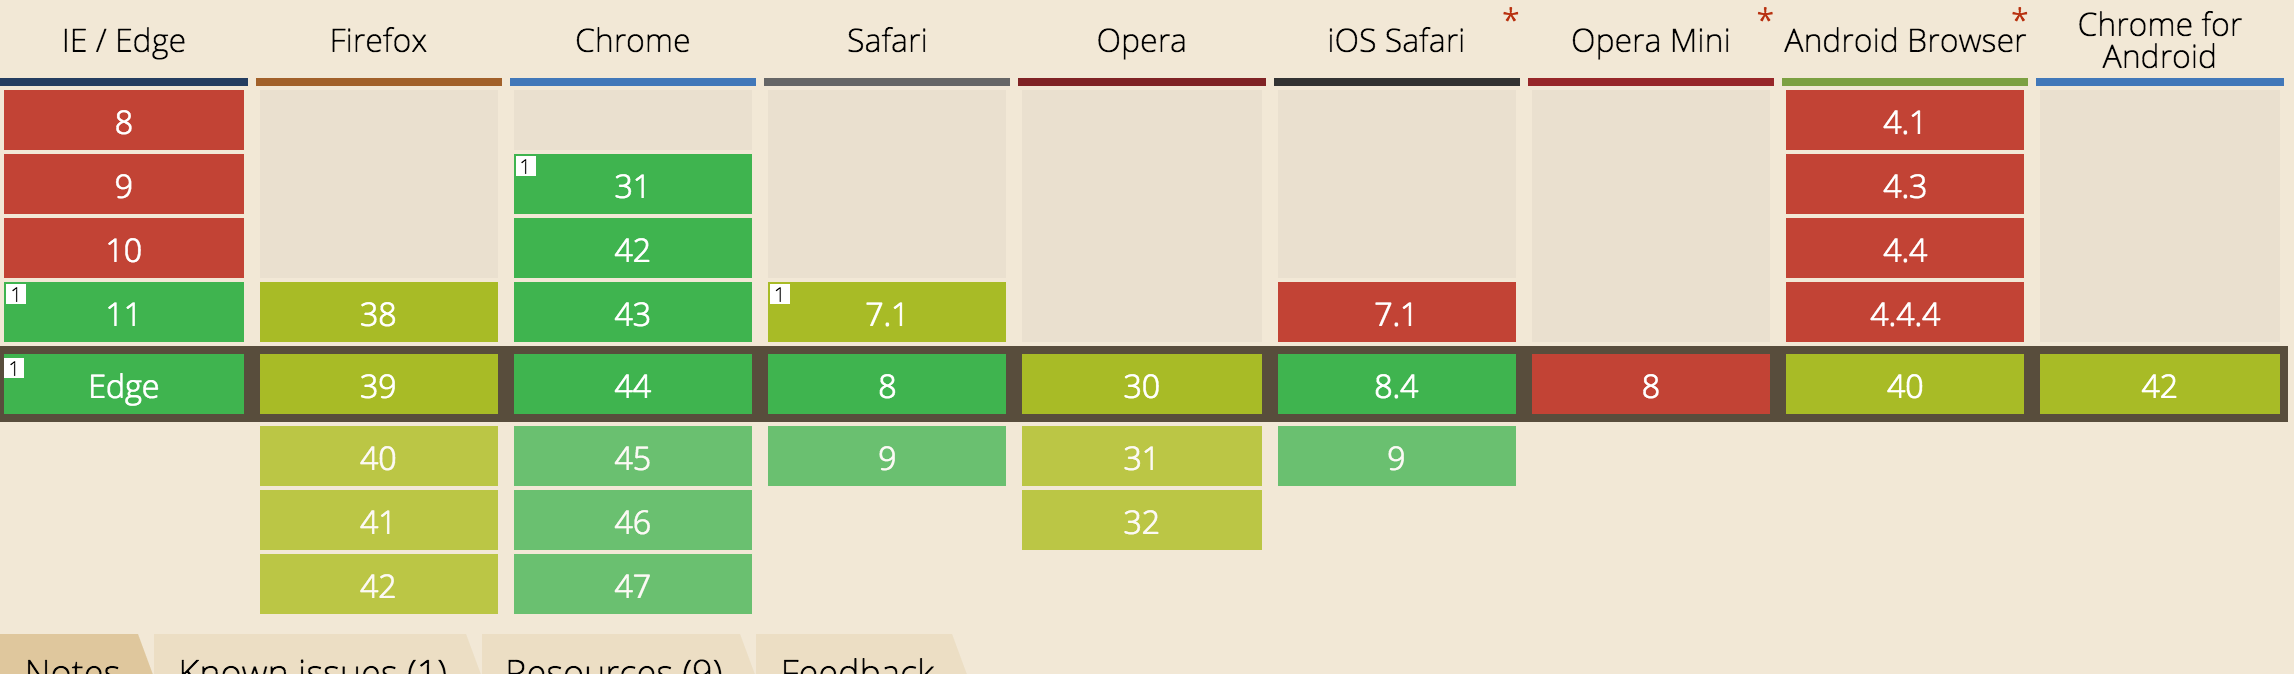 IE / Edge Firefox Chrome Safari Opera iOS Safari * Opera Mini * Android Browser * Chrome for Android
8 4.1
9 1 31 4.3
10 42 4.4
1 11 38 43 1 7.1 7.1 4.4.4
1 Edge 39 44 8 30 8.4 8 40 42
40 45 9 31 9
41 46 32
42 47
Notes Known issues (1) Resources (9) Feedback